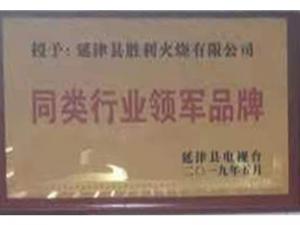 授予：延津县胜利火烧有限公司
同类行业领军品牌
延津县电视台
二〇一九年五月